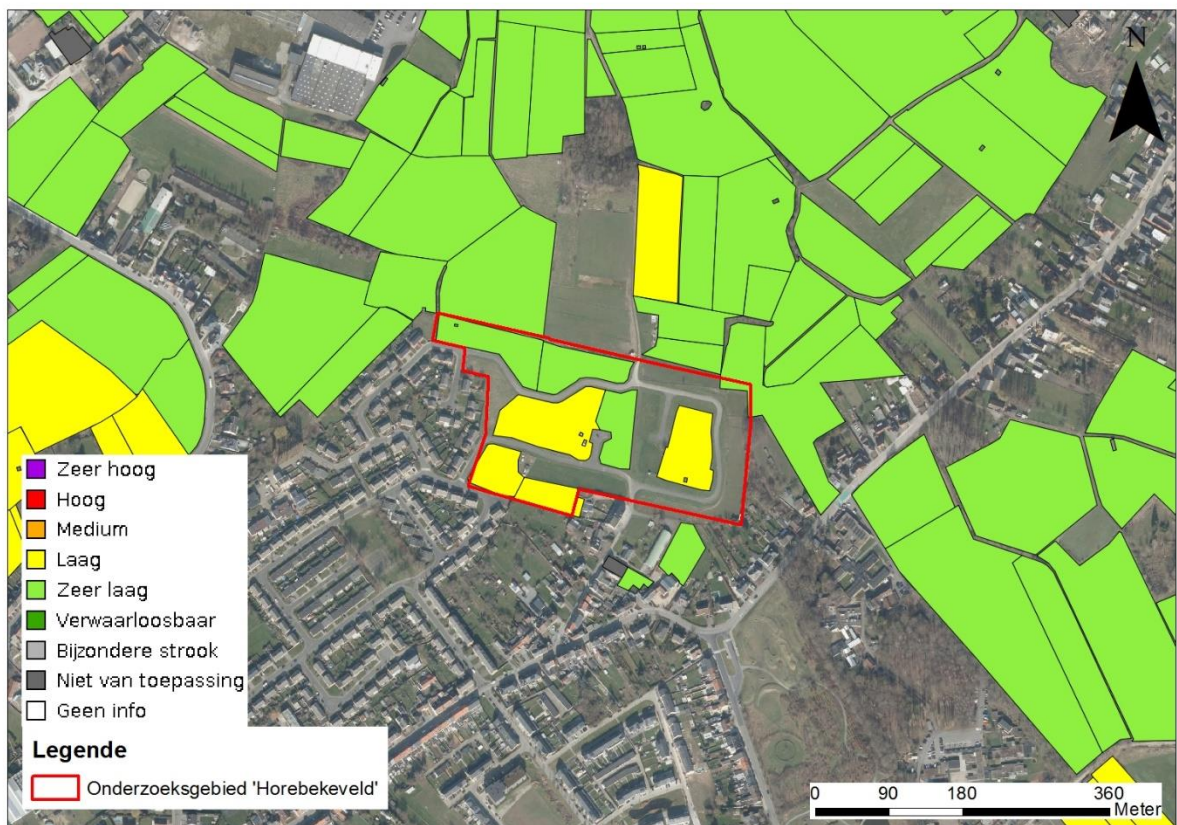 N
Zeer hoog
Hoog
Medium
Laag
Zeer laag
Verwaarloosbaar
Bijzondere strook
Niet van toepassing
Geen info
Legende
Onderzoeksgebied 'Horebekeveld'
0 90 180 360
Meter